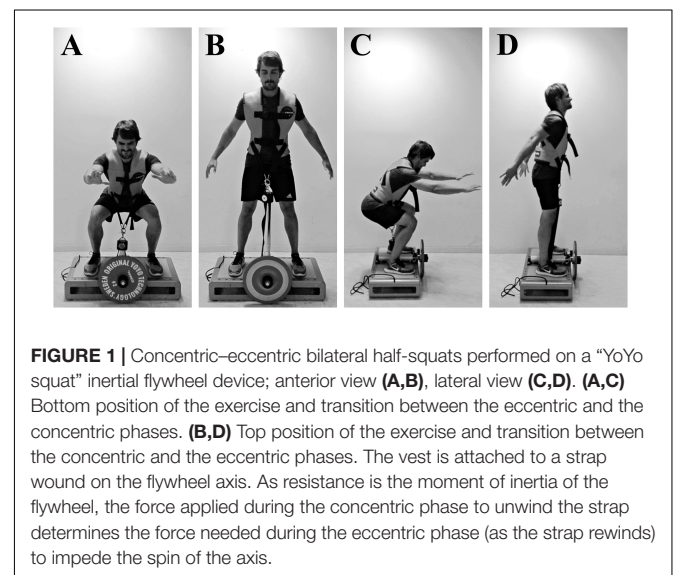 A B C D
ORIGINAL YOYO TECHNOLOGY SWEDEN
FIGURE 1 | Concentric–eccentric bilateral half-squats performed on a “YoYo
squat” inertial flywheel device; anterior view (A,B), lateral view (C,D). (A,C)
Bottom position of the exercise and transition between the eccentric and the
concentric phases. (B,D) Top position of the exercise and transition between
the concentric and the eccentric phases. The vest is attached to a strap
wound on the flywheel axis. As resistance is the moment of inertia of the
flywheel, the force applied during the concentric phase to unwind the strap
determines the force needed during the eccentric phase (as the strap rewinds)
to impede the spin of the axis.